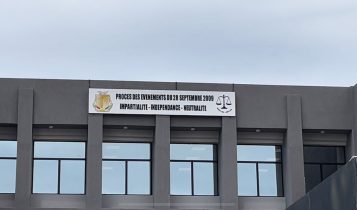 PROCES DES EVENEMENTS DU 28 SEPTEMBRE 2009
IMPARTIALITE - INDEPENDANCE - NEUTRALITE